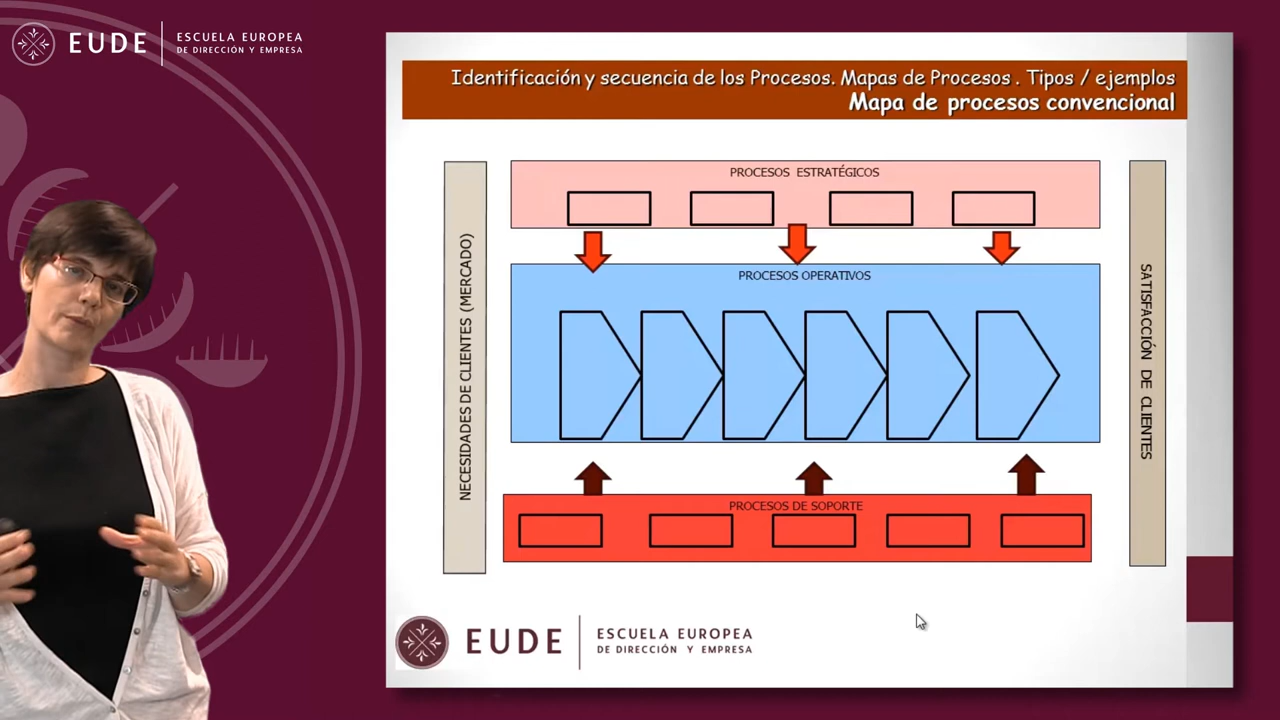 EUDE
ESCUELA EUROPEA
DE DIRECCIÓN Y EMPRESA
Identificación y secuencia de los Procesos. Mapas de Procesos . Tipos / ejemplos
Mapa de procesos convencional
NECESIDADES DE CLIENTES (MERCADO)
PROCESOS ESTRATÉGICOS
PROCESOS OPERATIVOS
PROCESOS DE SOPORTE
SATISFACCIÓN DE CLIENTES
EUDE
ESCUELA EUROPEA
DE DIRECCIÓN Y EMPRESA